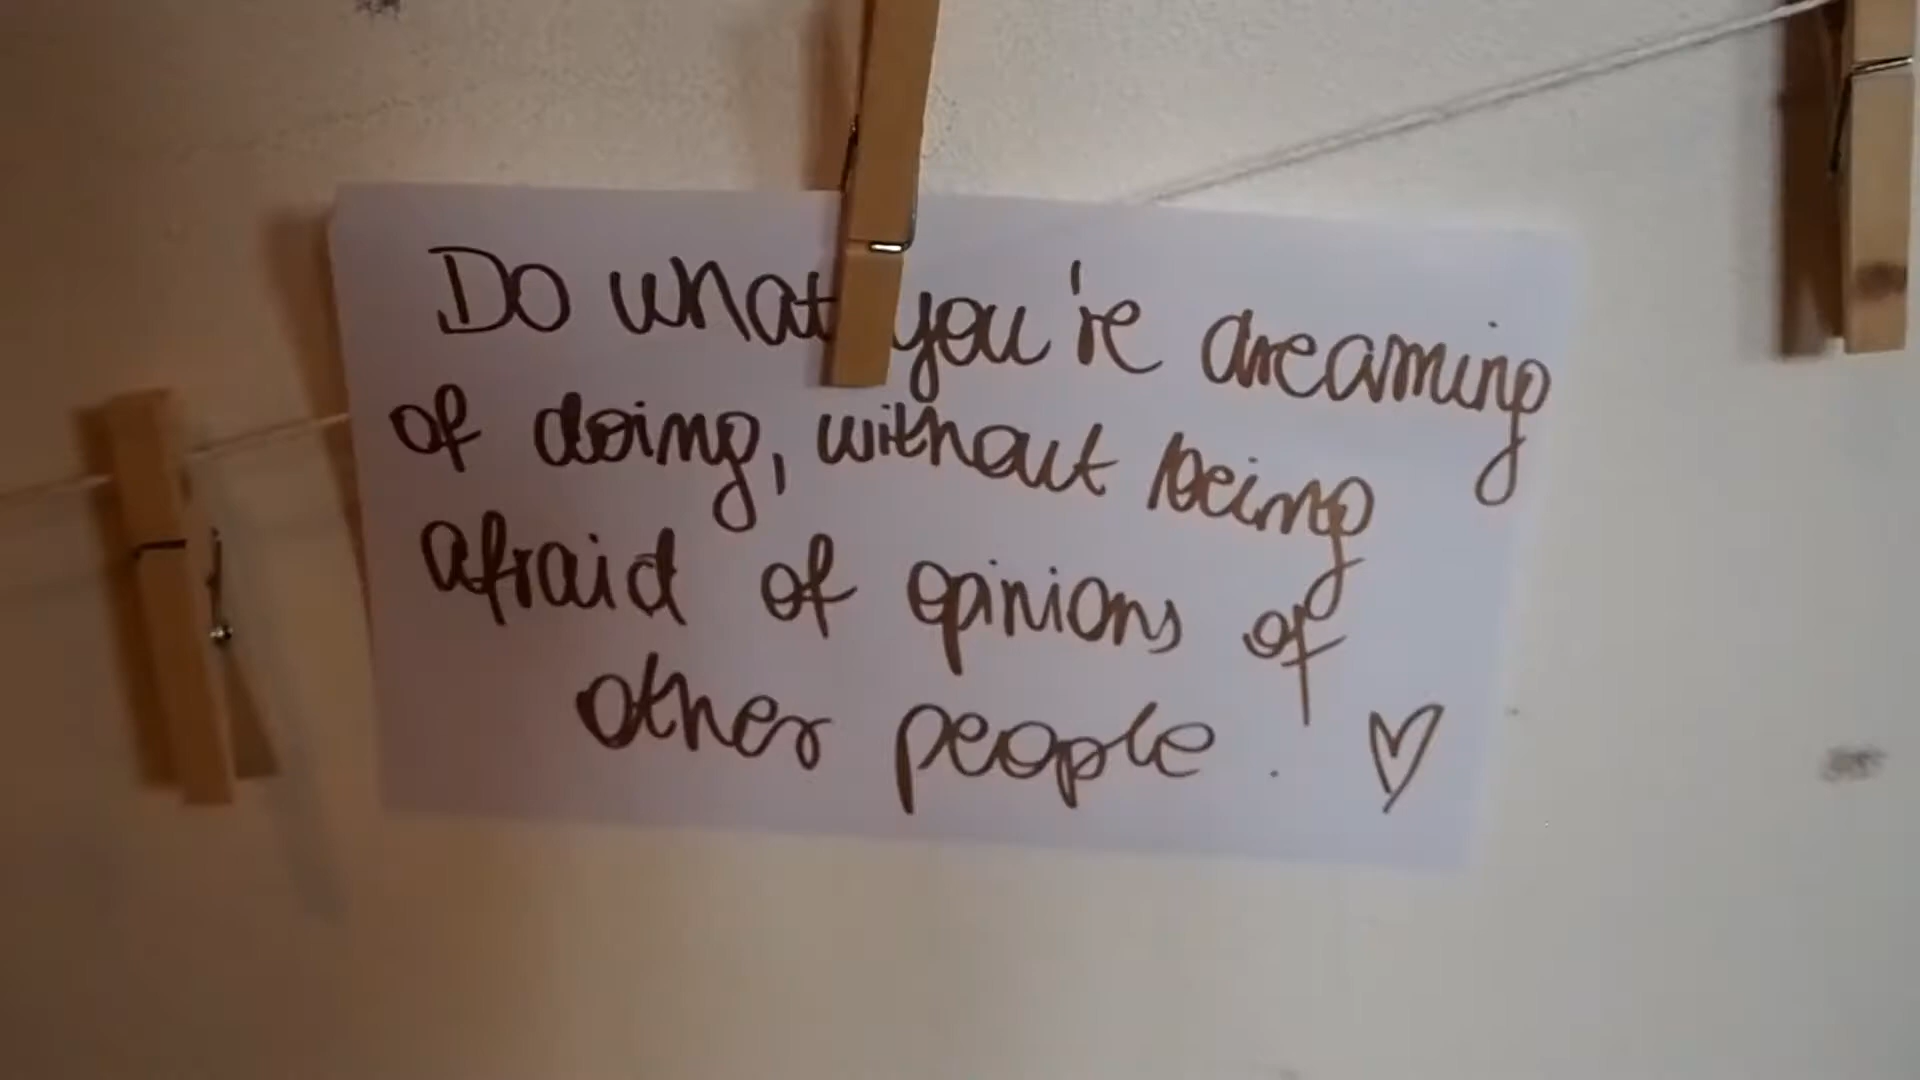 Do what you're dreaming
of doing, without being
afraid of opinions of
other people. ♡